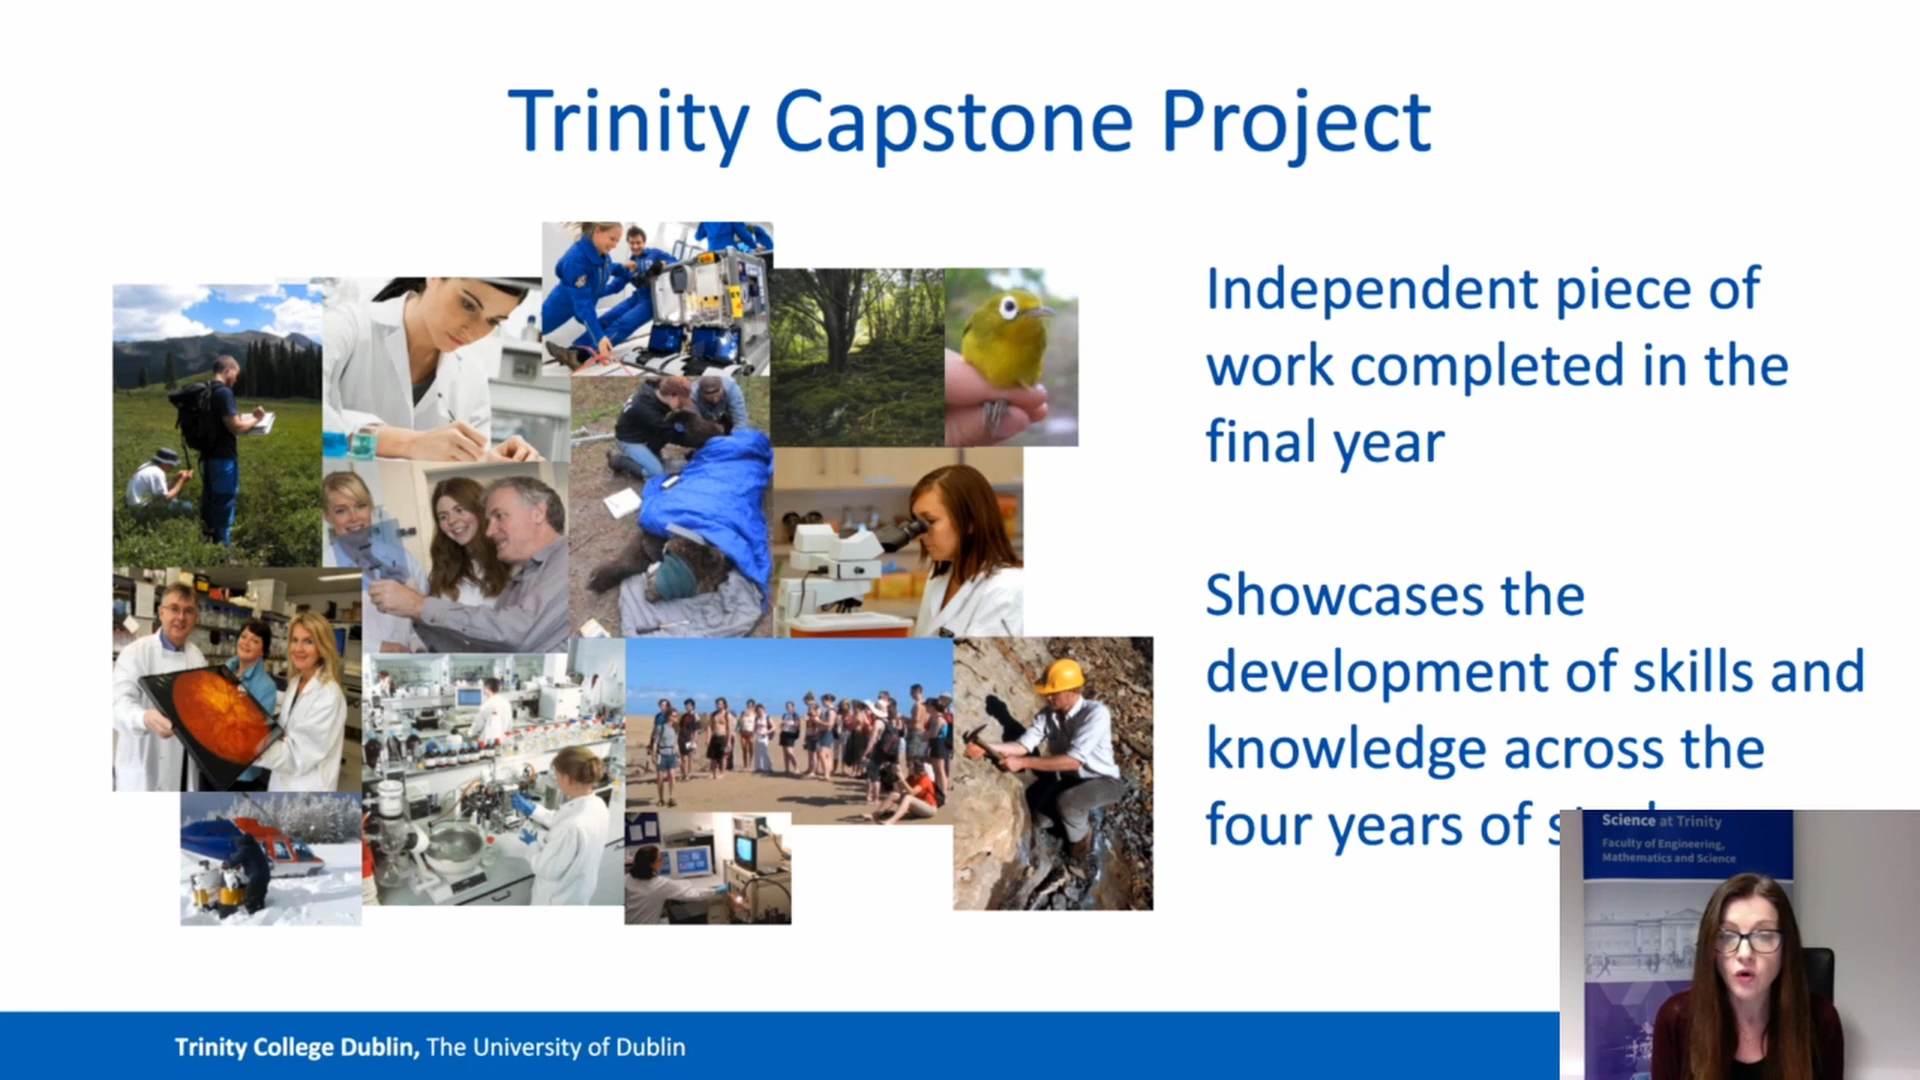 Trinity Capstone Project
Independent piece of
work completed in the
final year
Showcases the
development of skills and
knowledge across the
four years of
Science at Trinity
Faculty of Engineering,
Mathematics and Science
Trinity College Dublin, The University of Dublin